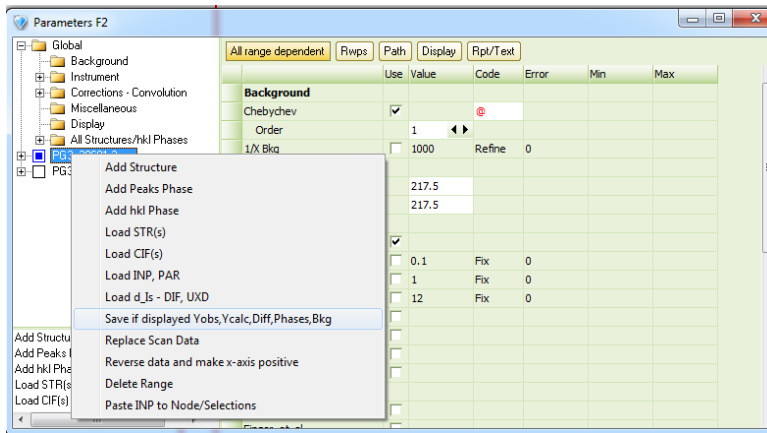 Parameters F2
Global
Background
Instrument
Corrections - Convolution
Miscellaneous
Display
All Structures/hkl Phases
PG3
Add Structure
Add Peaks Phase
Add hkl Phase
Load STR(s)
Load CIF(s)
Load INP, PAR
Load d_Is - DIF, UXD
Save if displayed Yobs,Ycalc,Diff,Phases,Bkg
Replace Scan Data
Reverse data and make x-axis positive
Delete Range
Paste INP to Node/Selections
Add Structu
Add Peaks
Add hkl Pha
Load STR(s
Load CIF(s)
All range dependent Rwps Path Display Rpt/Text
Use Value Code Error Min Max
Background
Chebychev @
Order 1
1/X Bkg 1000 Refine 0
217.5
217.5
0.1 Fix 0
1 Fix 0
12 Fix 0